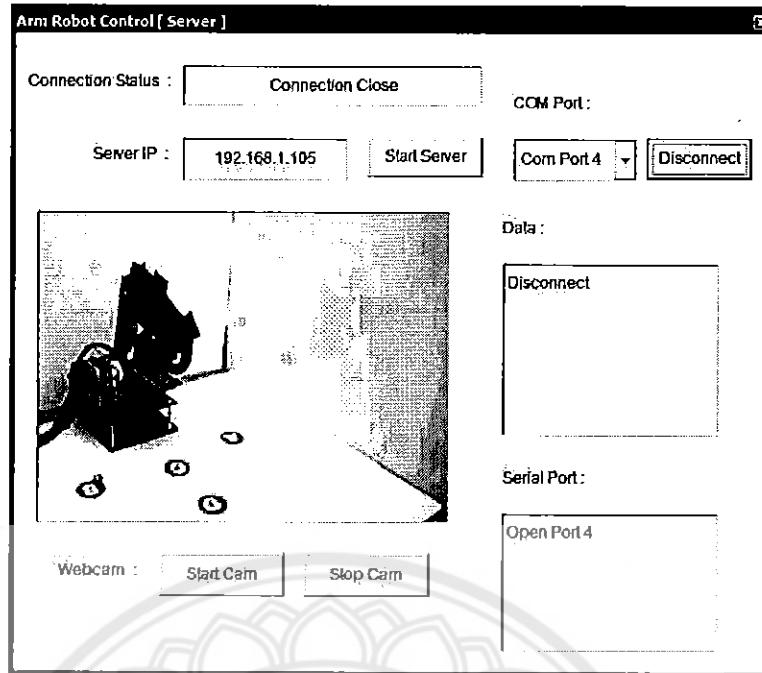 Arm Robot Control [ Server ]
Connection Status :
Connection Close
COM Port :
Server IP :
192.168.1.105
Start Server
Com Port 4
Disconnect
Data :
Disconnect
Serial Port :
Open Port 4
Webcam :
Start Cam
Stop Cam